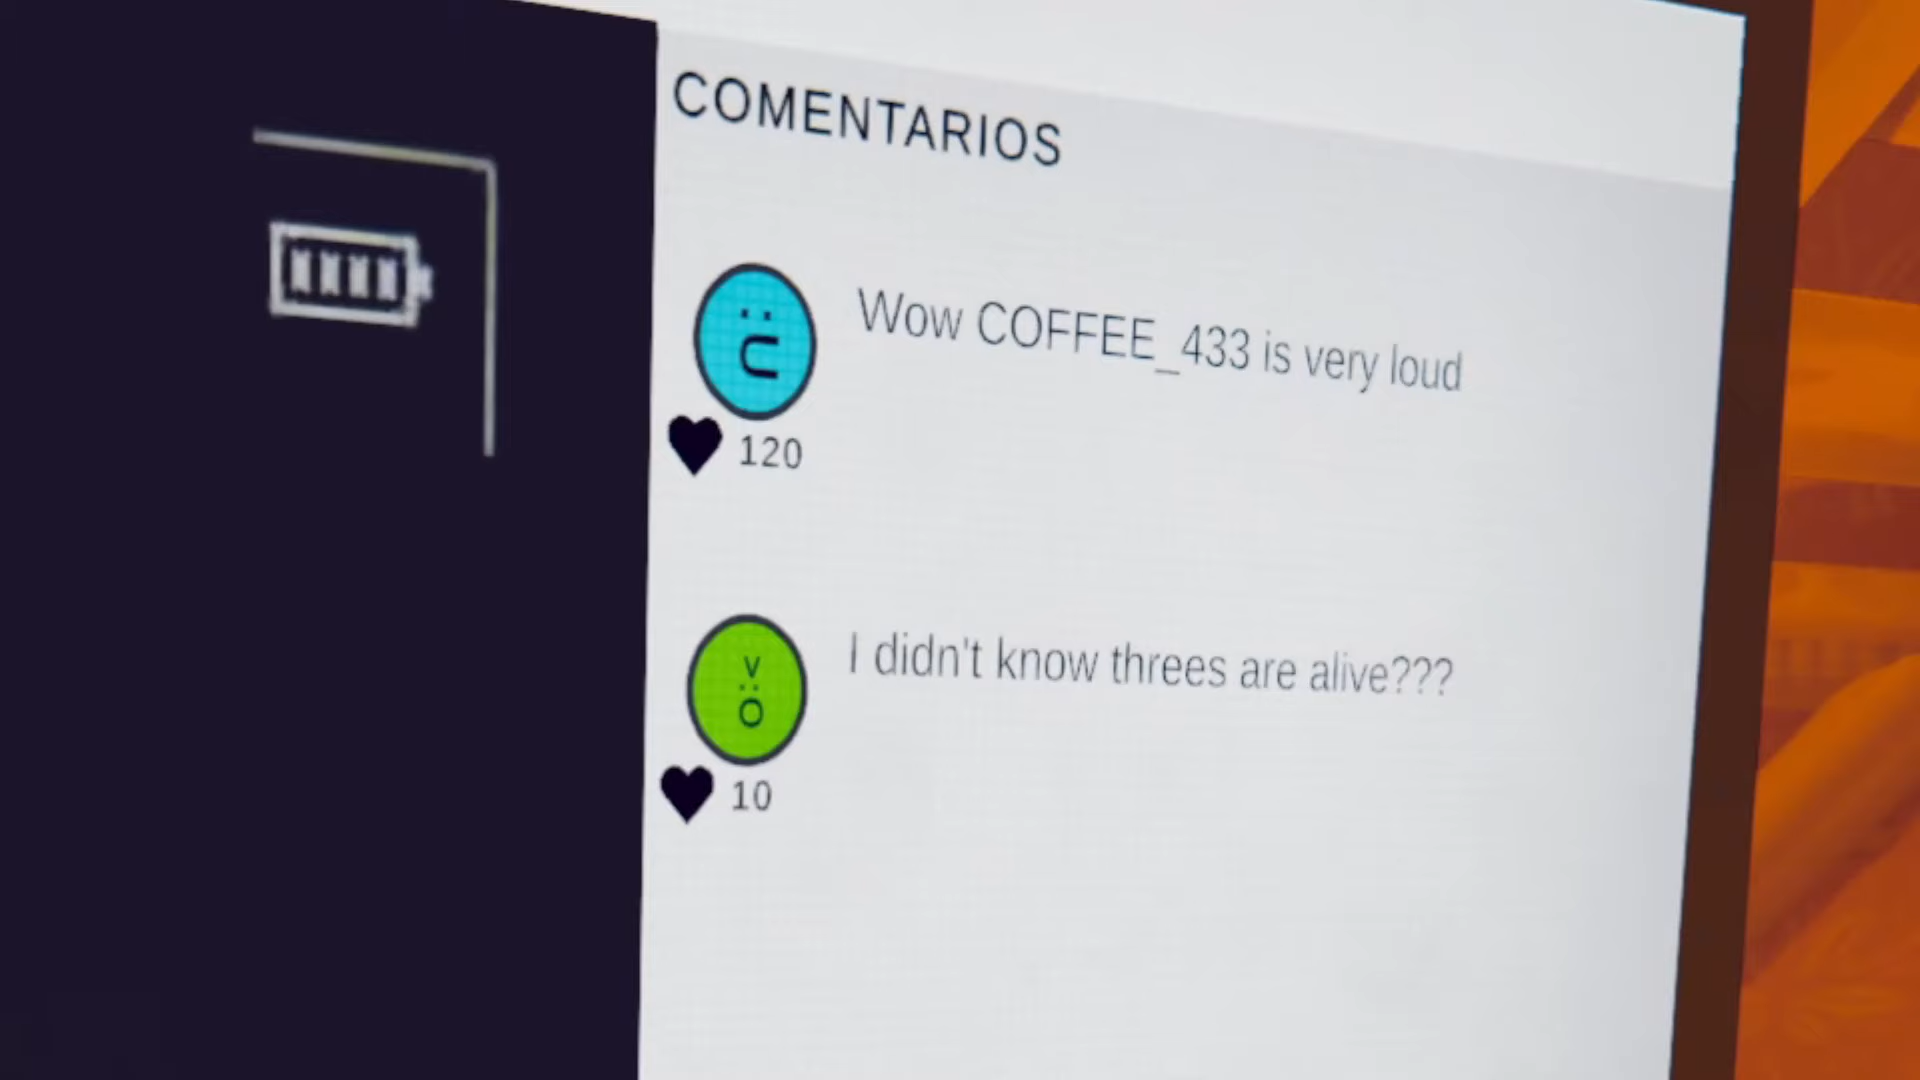 COMENTARIOS
Wow COFFEE_433 is very loud
120
I didn't know threes are alive???
10